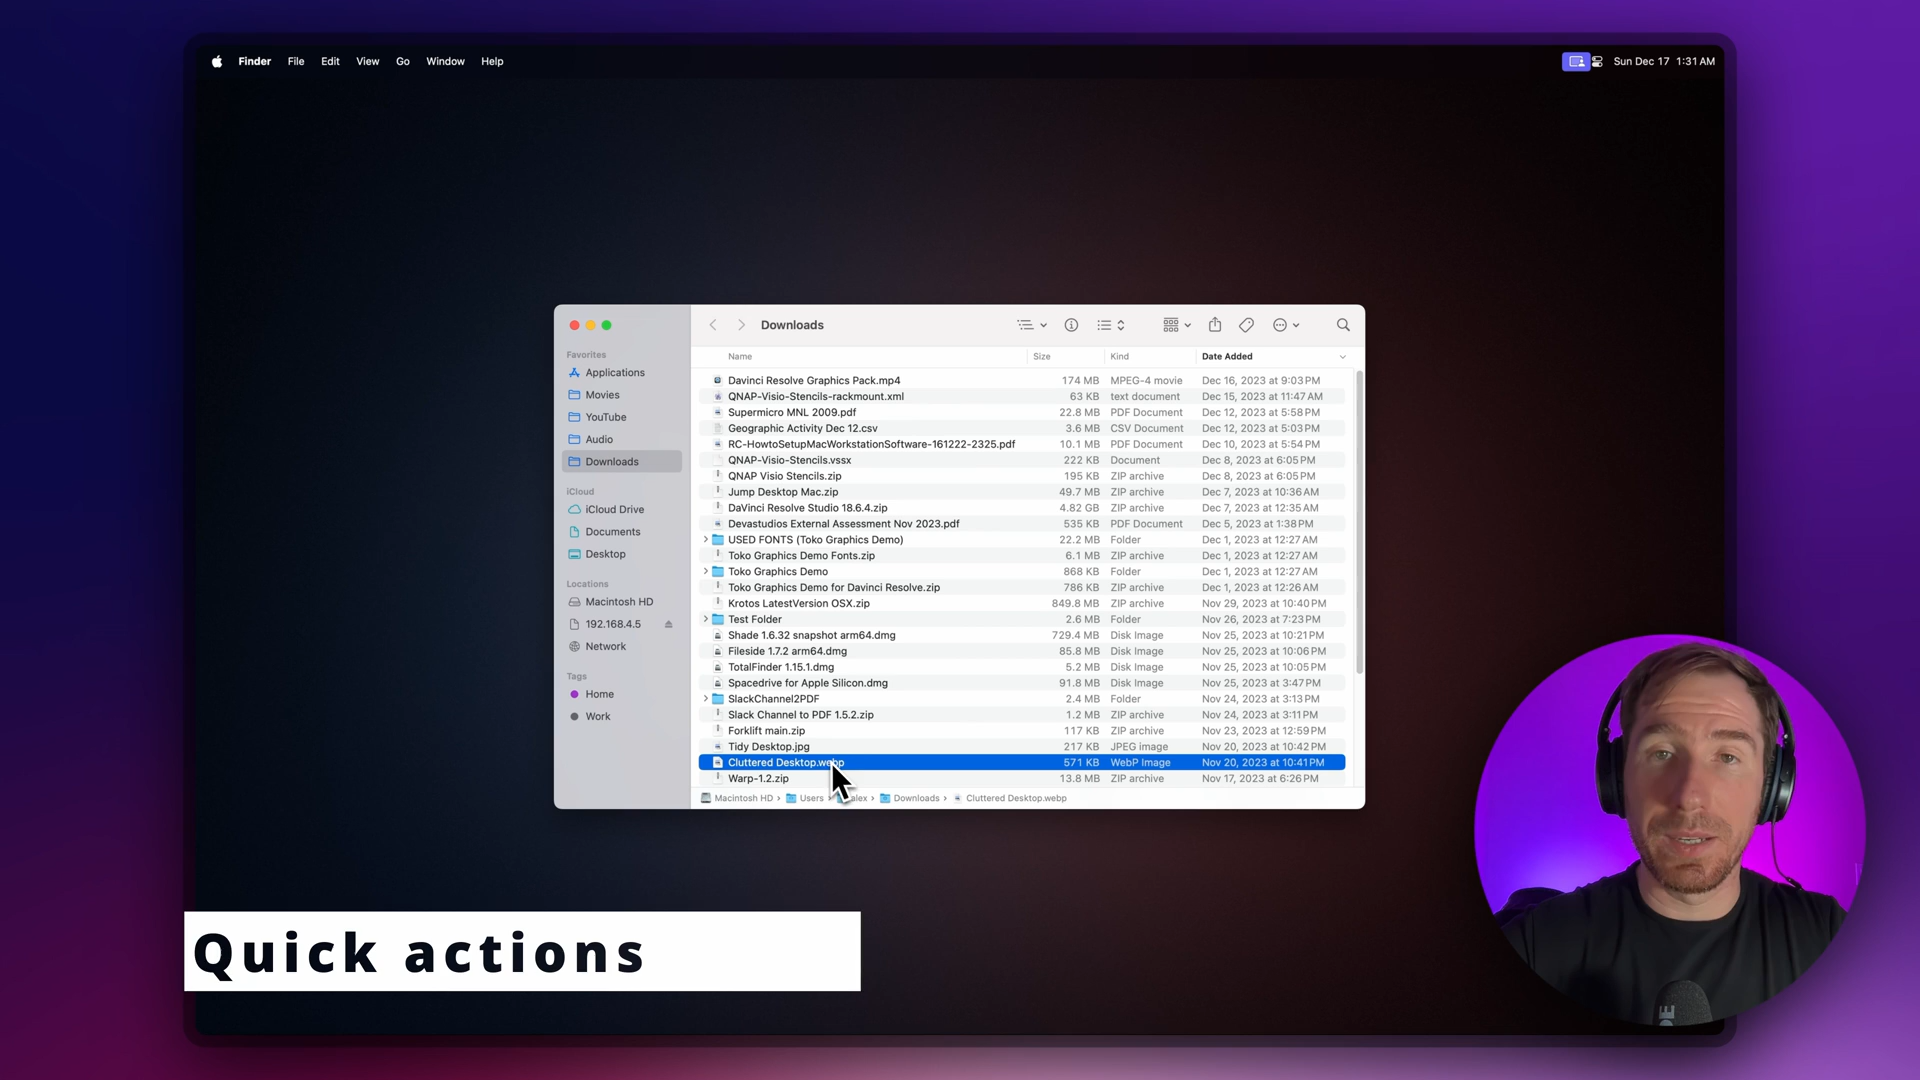 Finder File Edit View Go Window Help Sun Dec 17 1:31 AM
Downloads
Favorites
Applications
Movies
YouTube
Audio
Downloads
iCloud
iCloud Drive
Documents
Desktop
Locations
Macintosh HD
192.168.4.5
Network
Tags
Home
Work
Name Size Kind Date Added
Davinci Resolve Graphics Pack.mp4 174 MB MPEG-4 movie Dec 16, 2023 at 9:03 PM
QNAP-Visio-Stencils-rackmount.xml 63 KB text document Dec 15, 2023 at 11:47 AM
Supermicro MNL 2009.pdf 22.8 MB PDF Document Dec 12, 2023 at 5:58 PM
Geographic Activity Dec 12.csv 3.6 MB CSV Document Dec 12, 2023 at 5:03 PM
RC-HowtoSetupMacWorkstationSoftware-161222-2325.pdf 10.1 MB PDF Document Dec 10, 2023 at 5:54 PM
QNAP-Visio-Stencils.vssx 222 KB Document Dec 8, 2023 at 6:05 PM
QNAP Visio Stencils.zip 195 KB ZIP archive Dec 8, 2023 at 6:05 PM
Jump Desktop Mac.zip 49.7 MB ZIP archive Dec 7, 2023 at 10:36 AM
DaVinci Resolve Studio 18.6.4.zip 4.82 GB ZIP archive Dec 7, 2023 at 12:35 AM
Devastudios External Assessment Nov 2023.pdf 535 KB PDF Document Dec 5, 2023 at 1:38 PM
USED FONTS (Toko Graphics Demo) 22.2 MB Folder Dec 1, 2023 at 12:27 AM
Toko Graphics Demo Fonts.zip 6.1 MB ZIP archive Dec 1, 2023 at 12:27 AM
Toko Graphics Demo 868 KB Folder Dec 1, 2023 at 12:27 AM
Toko Graphics Demo for Davinci Resolve.zip 786 KB ZIP archive Dec 1, 2023 at 12:26 AM
Krotos LatestVersion OSX.zip 849.8 MB ZIP archive Nov 29, 2023 at 10:40 PM
Test Folder 2.6 MB Folder Nov 26, 2023 at 7:23 PM
Shade 1.6.32 snapshot arm64.dmg 729.4 MB Disk Image Nov 25, 2023 at 10:21 PM
Fileside 1.7.2 arm64.dmg 85.8 MB Disk Image Nov 25, 2023 at 10:06 PM
TotalFinder 1.15.1.dmg 5.2 MB Disk Image Nov 25, 2023 at 10:05 PM
Spacedrive for Apple Silicon.dmg 91.8 MB Disk Image Nov 25, 2023 at 3:47 PM
SlackChannel2PDF 2.4 MB Folder Nov 24, 2023 at 3:13 PM
Slack Channel to PDF 1.5.2.zip 1.2 MB ZIP archive Nov 24, 2023 at 3:11 PM
Forklift main.zip 117 KB ZIP archive Nov 23, 2023 at 12:59 PM
Tidy Desktop.jpg 217 KB JPEG image Nov 20, 2023 at 10:42 PM
Cluttered Desktop.webp 571 KB WebP Image Nov 20, 2023 at 10:41 PM
Warp-1.2.zip 13.8 MB ZIP archive Nov 17, 2023 at 6:26 PM
Macintosh HD › Users › alex › Downloads › Cluttered Desktop.webp
Quick actions